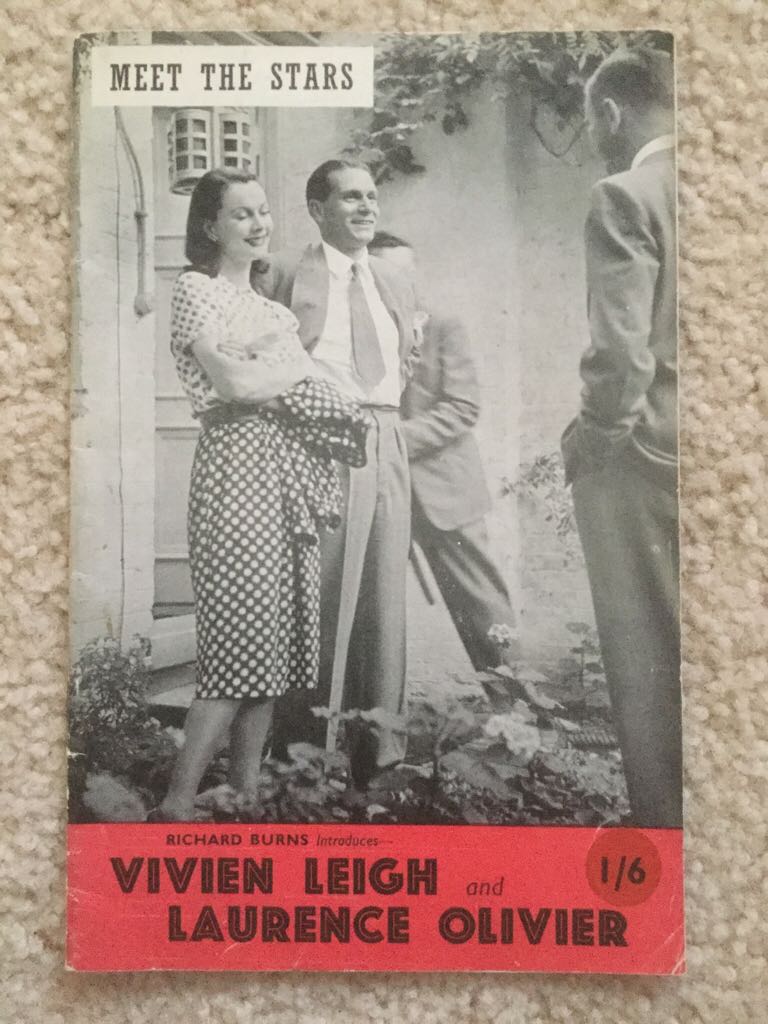 MEET THE STARS
RICHARD BURNS Introduces—
VIVIEN LEIGH and
LAURENCE OLIVIER
1/6